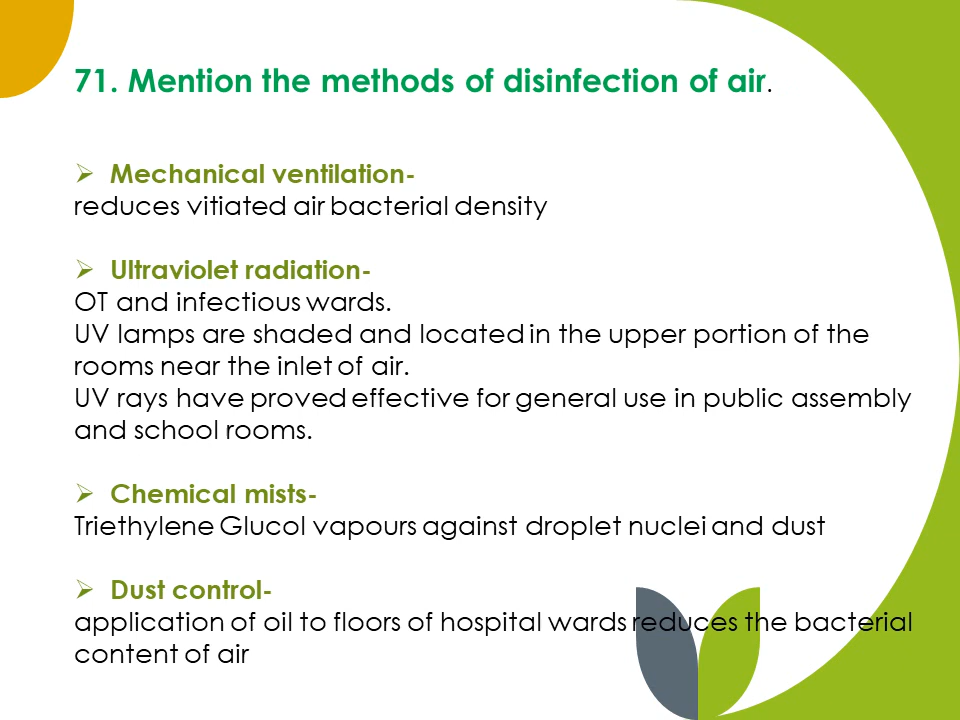 71. Mention the methods of disinfection of air.
➢ Mechanical ventilation-
reduces vitiated air bacterial density
➢ Ultraviolet radiation-
OT and infectious wards.
UV lamps are shaded and located in the upper portion of the
rooms near the inlet of air.
UV rays have proved effective for general use in public assembly
and school rooms.
➢ Chemical mists-
Triethylene Glucol vapours against droplet nuclei and dust
➢ Dust control-
application of oil to floors of hospital wards reduces the bacterial
content of air